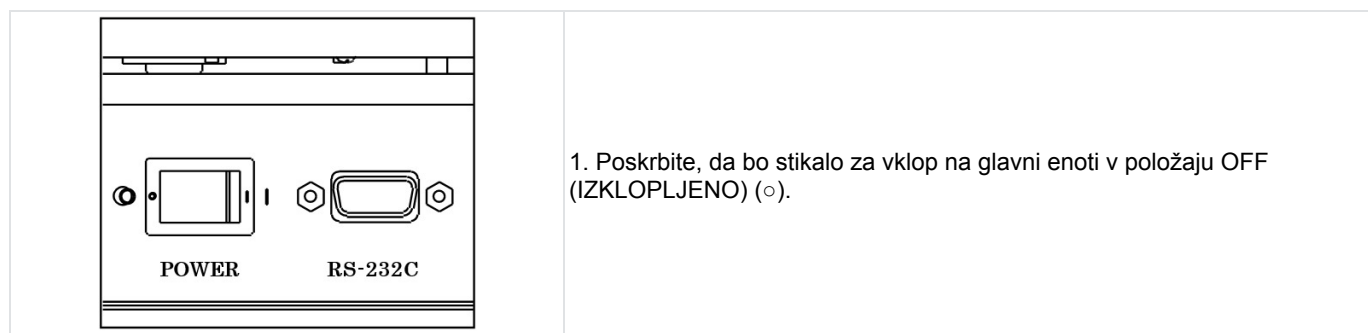 POWER RS-232C
1. Poskrbite, da bo stikalo za vklop na glavni enoti v položaju OFF
(IZKLOPLJENO) (○).